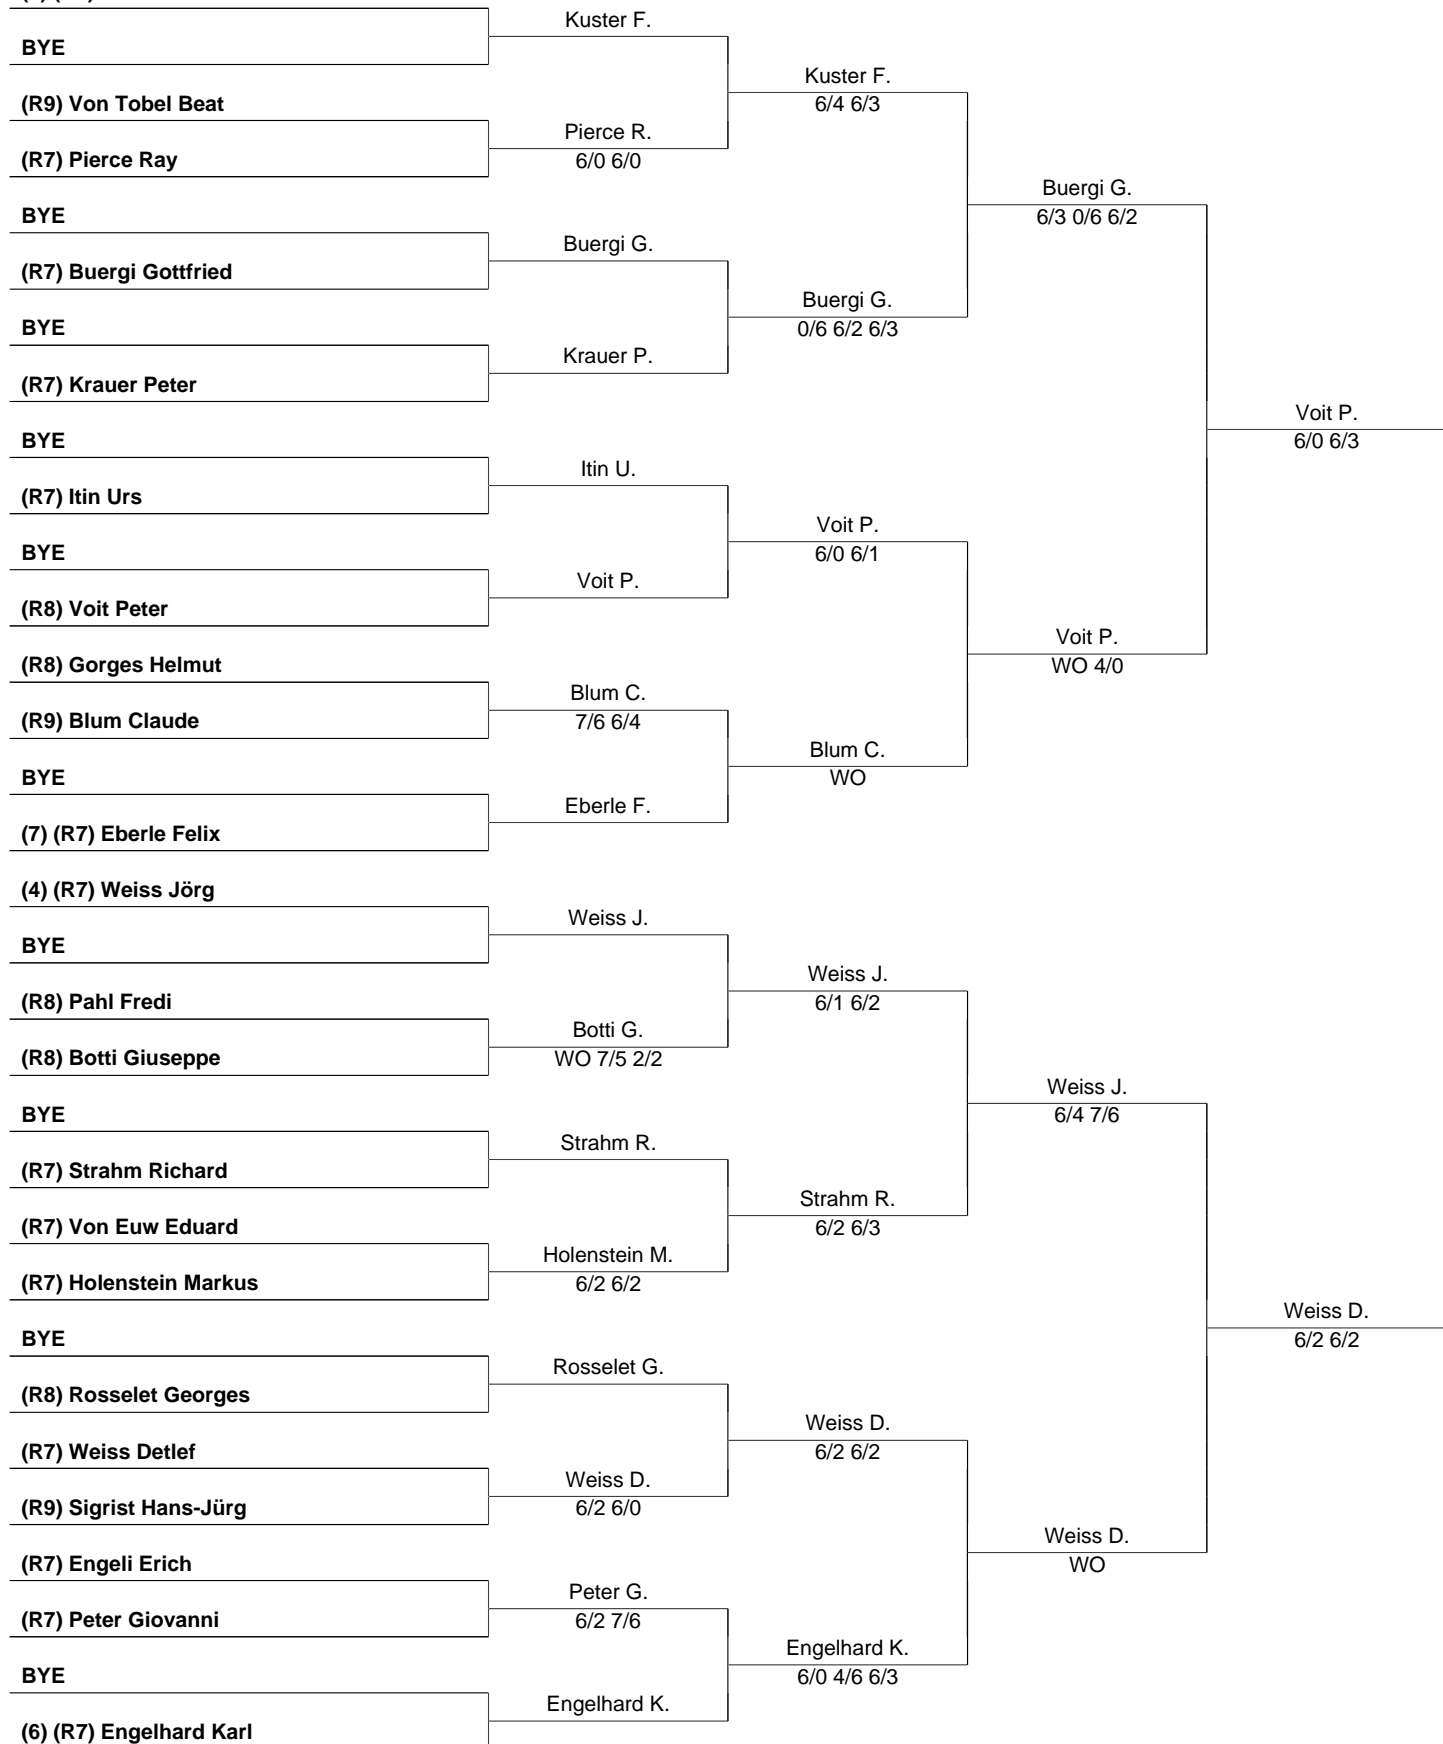 Kuster F.
BYE
Kuster F.
(R9) Von Tobel Beat
6/4 6/3
Pierce R.
(R7) Pierce Ray
6/0 6/0
Buergi G.
BYE
6/3 0/6 6/2
Buergi G.
(R7) Buergi Gottfried
Buergi G.
BYE
0/6 6/2 6/3
Krauer P.
(R7) Krauer Peter
Voit P.
BYE
6/0 6/3
Itin U.
(R7) Itin Urs
Voit P.
BYE
6/0 6/1
Voit P.
(R8) Voit Peter
Voit P.
(R8) Gorges Helmut
WO 4/0
Blum C.
(R9) Blum Claude
7/6 6/4
Blum C.
BYE
WO
Eberle F.
(7) (R7) Eberle Felix
(4) (R7) Weiss Jörg
Weiss J.
BYE
Weiss J.
(R8) Pahl Fredi
6/1 6/2
Botti G.
(R8) Botti Giuseppe
WO 7/5 2/2
Weiss J.
BYE
6/4 7/6
Strahm R.
(R7) Strahm Richard
Strahm R.
(R7) Von Euw Eduard
6/2 6/3
Holenstein M.
(R7) Holenstein Markus
6/2 6/2
Weiss D.
BYE
6/2 6/2
Rosselet G.
(R8) Rosselet Georges
Weiss D.
(R7) Weiss Detlef
6/2 6/2
Weiss D.
(R9) Sigrist Hans-Jürg
6/2 6/0
Weiss D.
(R7) Engeli Erich
WO
Peter G.
(R7) Peter Giovanni
6/2 7/6
Engelhard K.
BYE
6/0 4/6 6/3
Engelhard K.
(6) (R7) Engelhard Karl